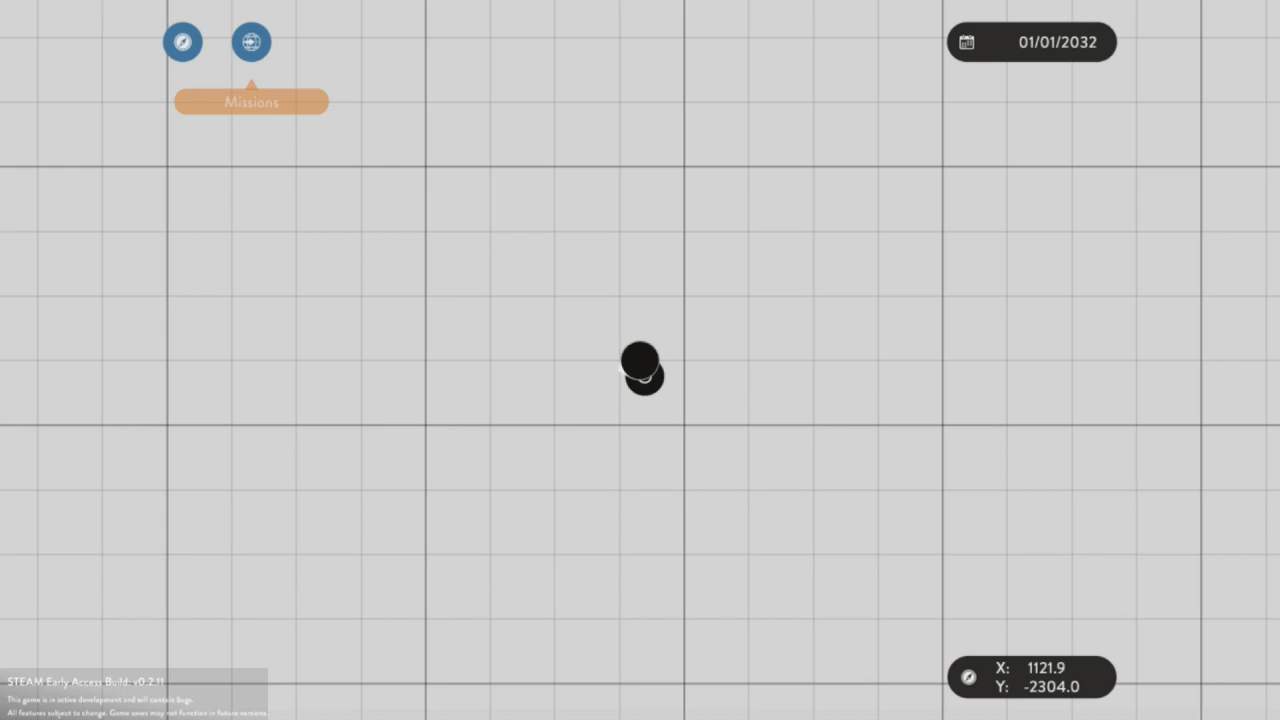 01/01/2032
Missions
X: 1121.9
Y: -2304.0
STEAM Early Access Build: v0.2.11
This game is in active development and will contain bugs.
All features subject to change. Game saves may not function in future versions.